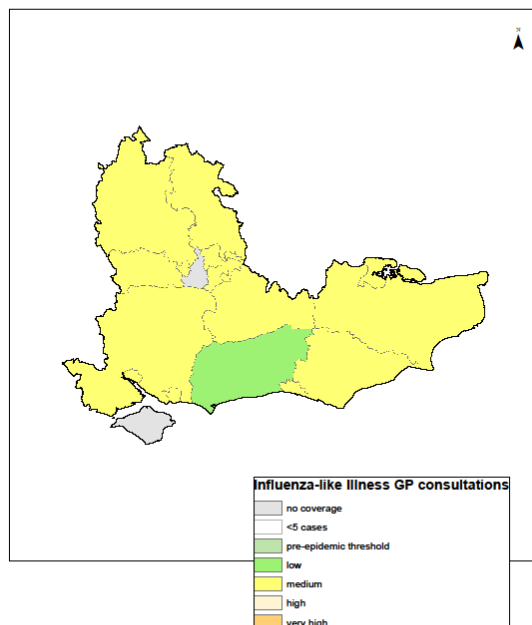 N
Influenza-like Illness GP consultations
no coverage
<5 cases
pre-epidemic threshold
low
medium
high
very high